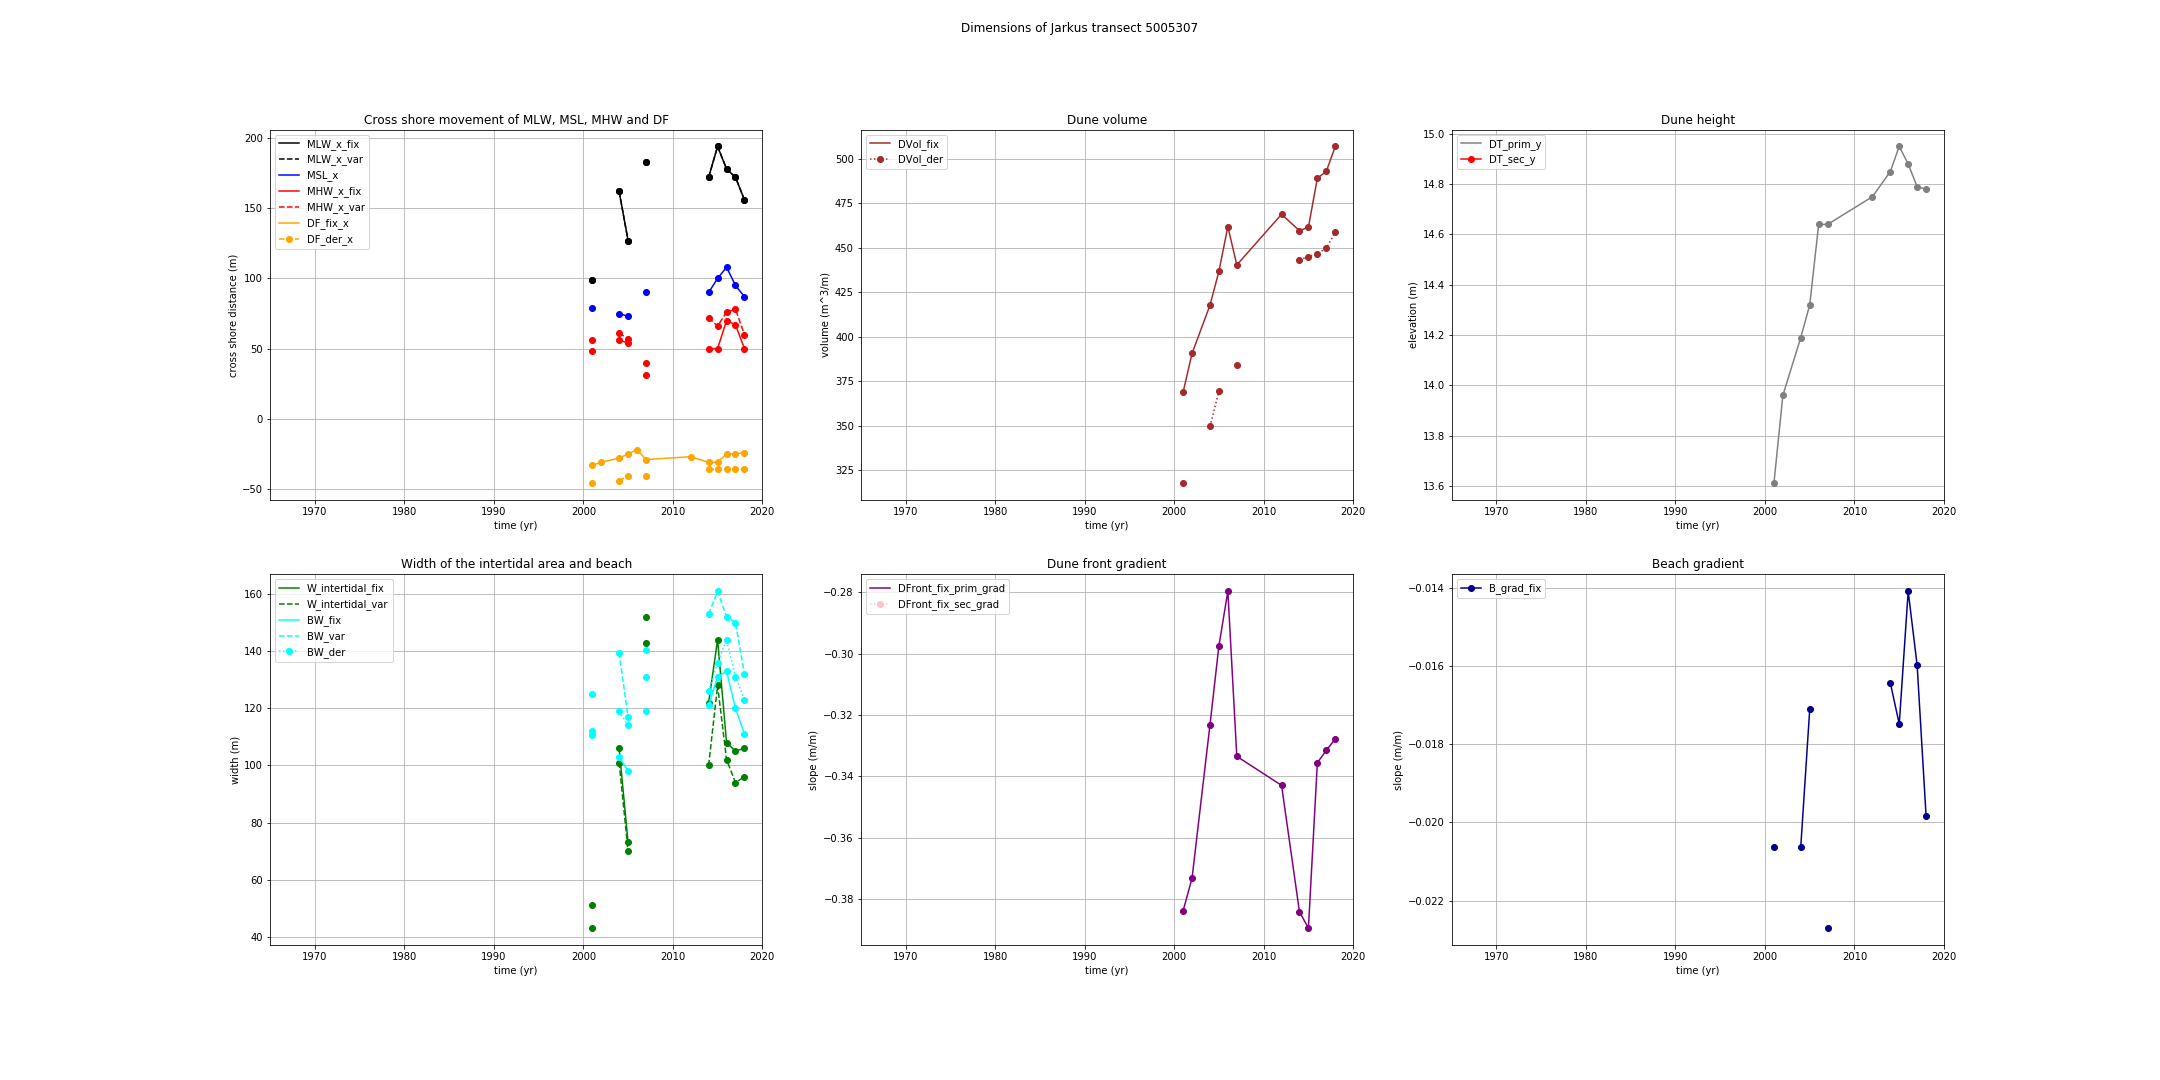 Dimensions of Jarkus transect 5005307
Cross shore movement of MLW, MSL, MHW and DF
200
150
100
50
0
−50
cross shore distance (m)
MLW_x_fix
MLW_x_var
MSL_x
MHW_x_fix
MHW_x_var
DF_fix_x
DF_der_x
1970 1980 1990 2000 2010 2020
time (yr)
Dune volume
500
475
450
425
400
375
350
325
volume (m^3/m)
DVol_fix
DVol_der
1970 1980 1990 2000 2010 2020
time (yr)
Dune height
15.0
14.8
14.6
14.4
14.2
14.0
13.8
13.6
elevation (m)
DT_prim_y
DT_sec_y
1970 1980 1990 2000 2010 2020
time (yr)
Width of the intertidal area and beach
160
140
120
100
80
60
40
width (m)
W_intertidal_fix
W_intertidal_var
BW_fix
BW_var
BW_der
1970 1980 1990 2000 2010 2020
time (yr)
Dune front gradient
−0.28
−0.30
−0.32
−0.34
−0.36
−0.38
slope (m/m)
DFront_fix_prim_grad
DFront_fix_sec_grad
1970 1980 1990 2000 2010 2020
time (yr)
Beach gradient
−0.014
−0.016
−0.018
−0.020
−0.022
slope (m/m)
B_grad_fix
1970 1980 1990 2000 2010 2020
time (yr)